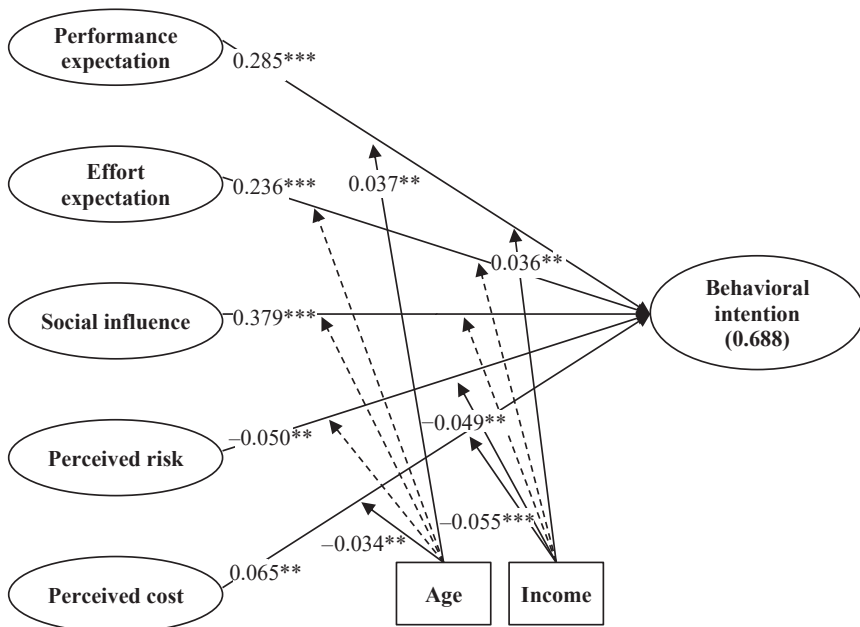 Performance
expectation
0.285***
Effort
expectation
0.236***
0.037**
0.036**
Social influence
0.379***
Behavioral
intention
(0.688)
Perceived risk
–0.050**
–0.049**
–0.055***
–0.034**
Perceived cost
0.065**
Age
Income